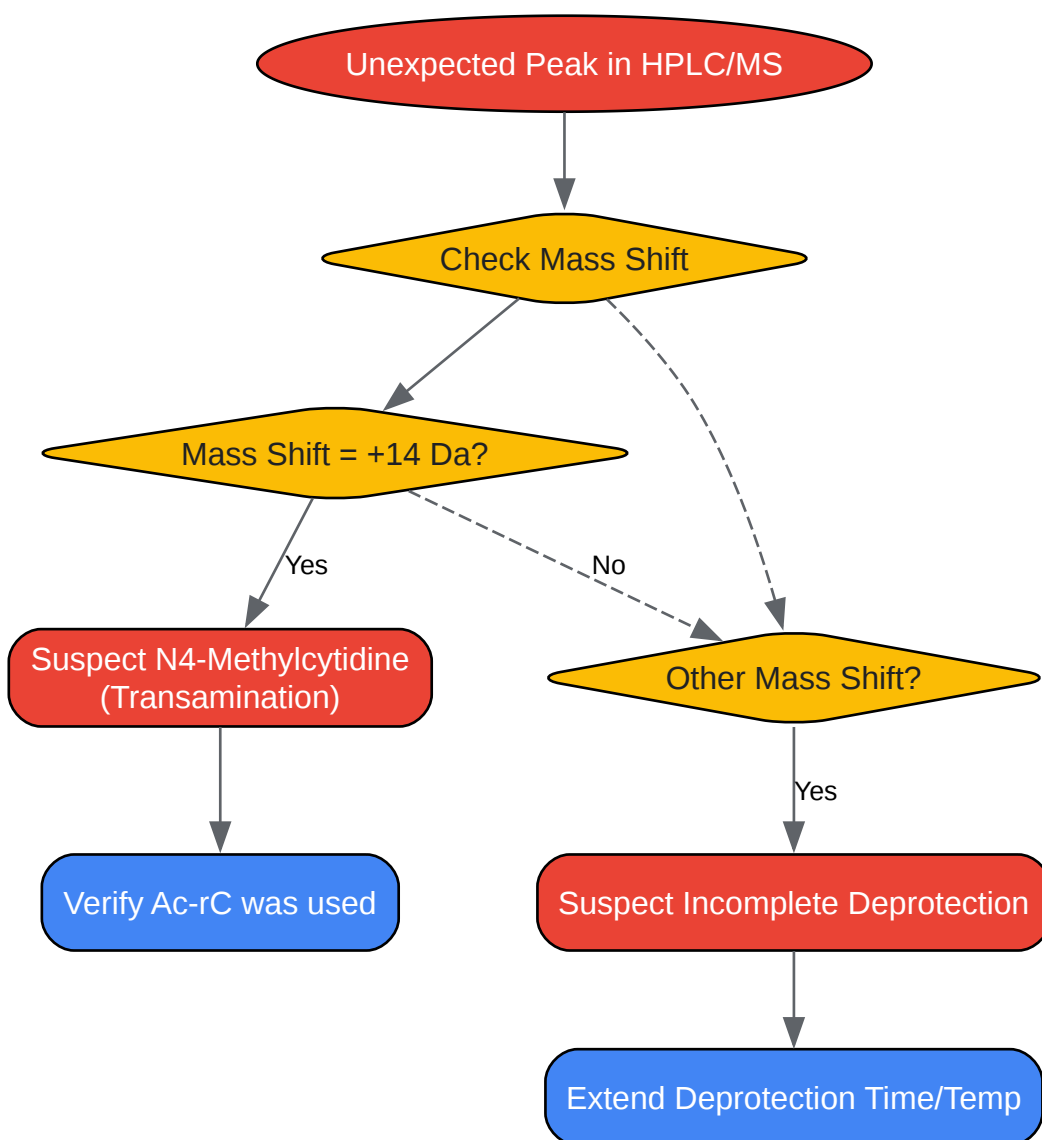 Unexpected Peak in HPLC/MS
Check Mass Shift
Mass Shift = +14 Da?
Yes
No
Suspect N4-Methylcytidine
(Transamination)
Other Mass Shift?
Yes
Verify Ac-rC was used
Suspect Incomplete Deprotection
Extend Deprotection Time/Temp